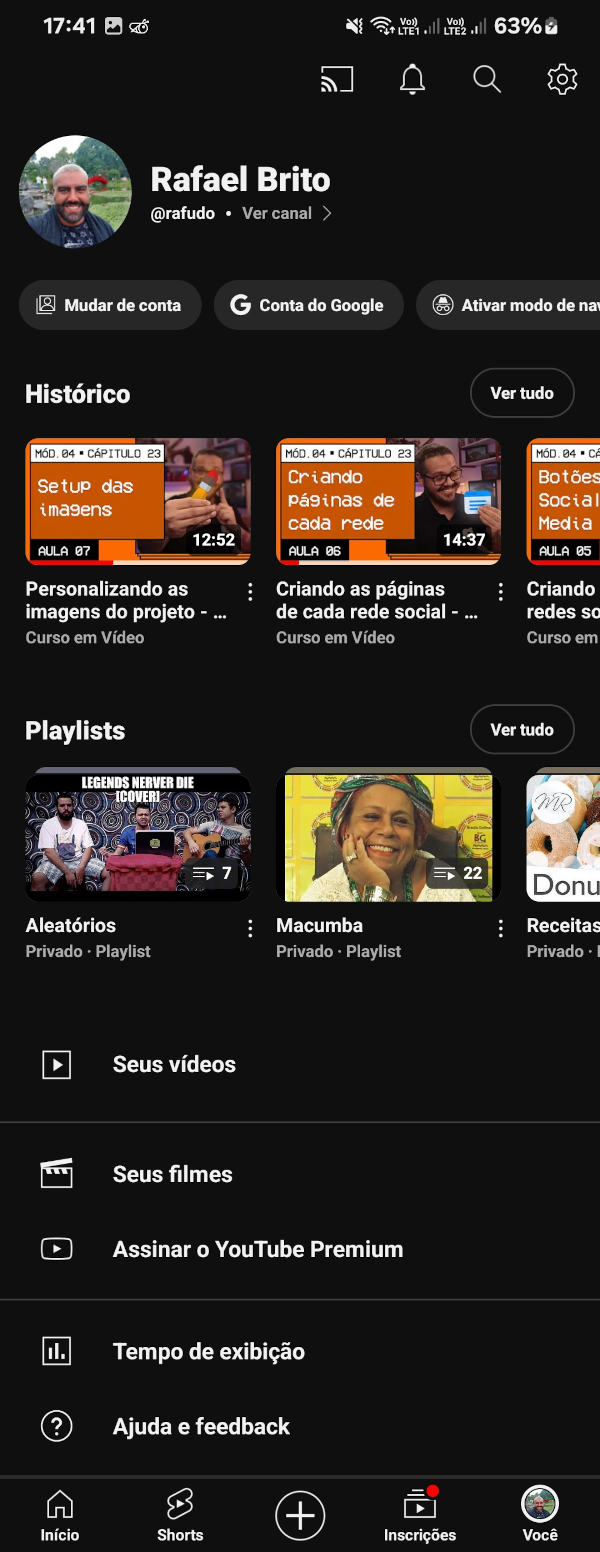 17:41 Vo) LTE1 Vo) LTE2 63%
Rafael Brito
@rafudo • Ver canal
Mudar de conta
G Conta do Google
Ativar modo de nav
Histórico
Ver tudo
MÓD.04 • CÁPITULO 23
Setup das
imagens
AULA 07
12:52
Personalizando as
imagens do projeto - ...
Curso em Vídeo
MÓD.04 • CÁPITULO 23
Criando
páginas de
cada rede
AULA 06
14:37
Criando as páginas
de cada rede social - ...
Curso em Vídeo
MÓD.04 • CÁ
Botões
Social
Media
AULA 05
Criando
redes so
Curso em
Playlists
Ver tudo
LEGENDS NERVER DIE
[COVER]
7
Aleatórios
Privado · Playlist
BG
22
Macumba
Privado · Playlist
MR
Donu
Receitas
Privado ·
Seus vídeos
Seus filmes
Assinar o YouTube Premium
Tempo de exibição
Ajuda e feedback
Início
Shorts
Inscrições
Você